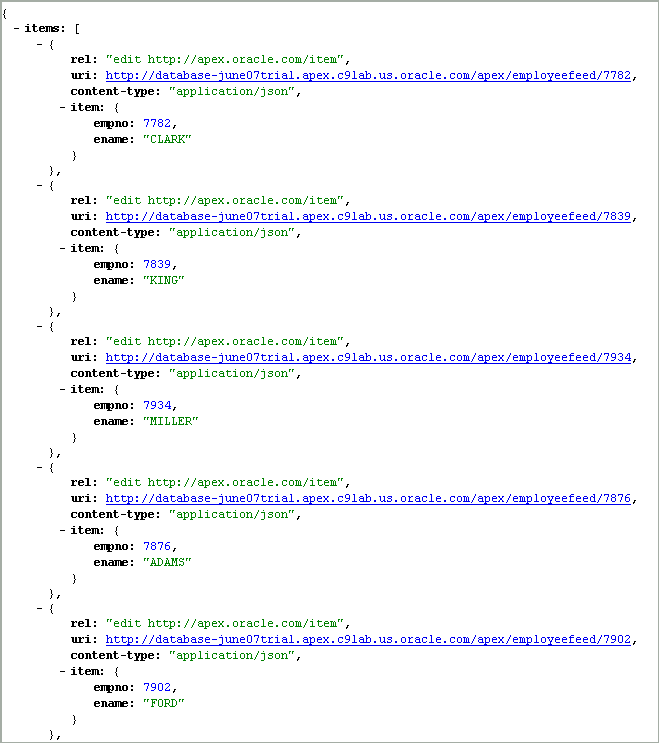 {
- items: [
- {
rel: "edit http://apex.oracle.com/item",
uri: http://database-june07trial.apex.c9lab.us.oracle.com/apex/employeefeed/7782,
content-type: "application/json",
- item: {
empno: 7782,
ename: "CLARK"
}
},
- {
rel: "edit http://apex.oracle.com/item",
uri: http://database-june07trial.apex.c9lab.us.oracle.com/apex/employeefeed/7839,
content-type: "application/json",
- item: {
empno: 7839,
ename: "KING"
}
},
- {
rel: "edit http://apex.oracle.com/item",
uri: http://database-june07trial.apex.c9lab.us.oracle.com/apex/employeefeed/7934,
content-type: "application/json",
- item: {
empno: 7934,
ename: "MILLER"
}
},
- {
rel: "edit http://apex.oracle.com/item",
uri: http://database-june07trial.apex.c9lab.us.oracle.com/apex/employeefeed/7876,
content-type: "application/json",
- item: {
empno: 7876,
ename: "ADAMS"
}
},
- {
rel: "edit http://apex.oracle.com/item",
uri: http://database-june07trial.apex.c9lab.us.oracle.com/apex/employeefeed/7902,
content-type: "application/json",
- item: {
empno: 7902,
ename: "FORD"
}
},